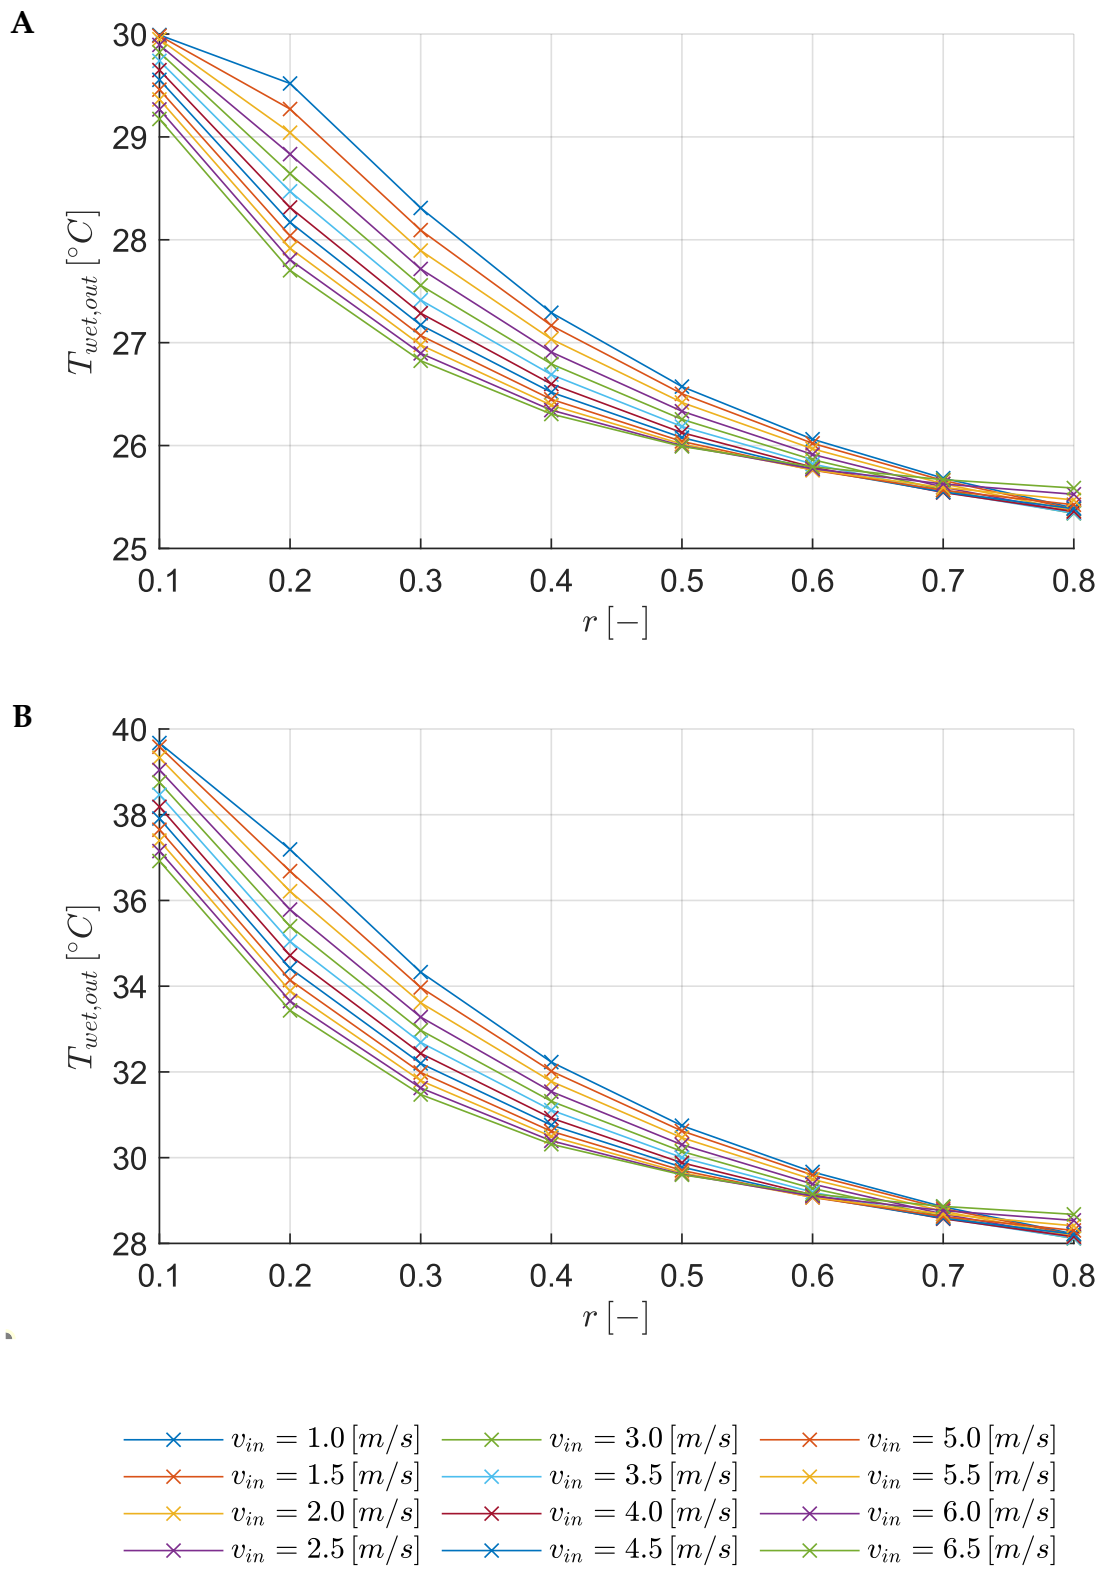 A
30
29
28
27
26
25
T_{wet,out} [°C]
0.1 0.2 0.3 0.4 0.5 0.6 0.7 0.8
r [−]
B
40
38
36
34
32
30
28
T_{wet,out} [°C]
0.1 0.2 0.3 0.4 0.5 0.6 0.7 0.8
r [−]
v_{in} = 1.0 [m/s] v_{in} = 3.0 [m/s] v_{in} = 5.0 [m/s]
v_{in} = 1.5 [m/s] v_{in} = 3.5 [m/s] v_{in} = 5.5 [m/s]
v_{in} = 2.0 [m/s] v_{in} = 4.0 [m/s] v_{in} = 6.0 [m/s]
v_{in} = 2.5 [m/s] v_{in} = 4.5 [m/s] v_{in} = 6.5 [m/s]